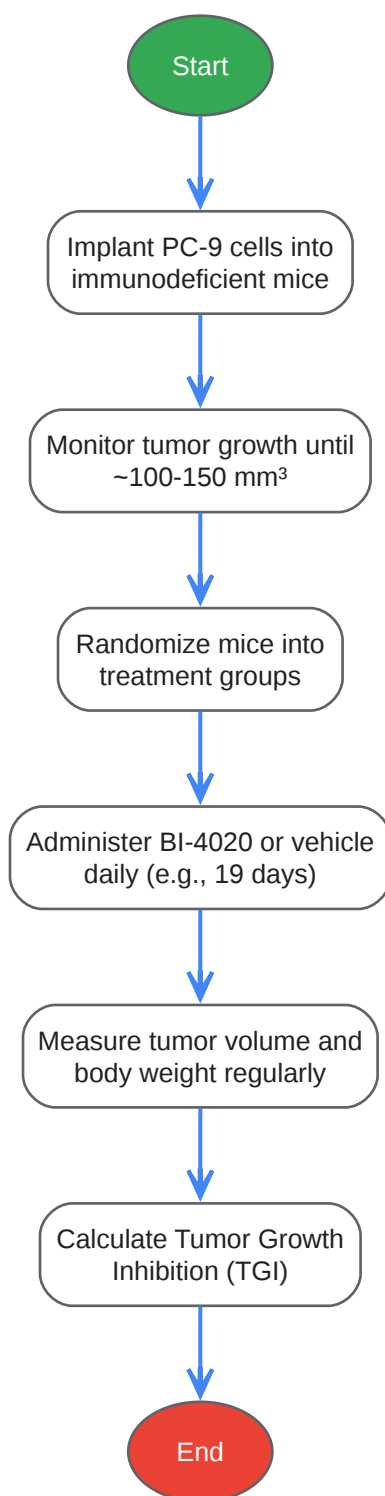 Start
Implant PC-9 cells into
immunodeficient mice
Monitor tumor growth until
~100-150 mm³
Randomize mice into
treatment groups
Administer BI-4020 or vehicle
daily (e.g., 19 days)
Measure tumor volume and
body weight regularly
Calculate Tumor Growth
Inhibition (TGI)
End